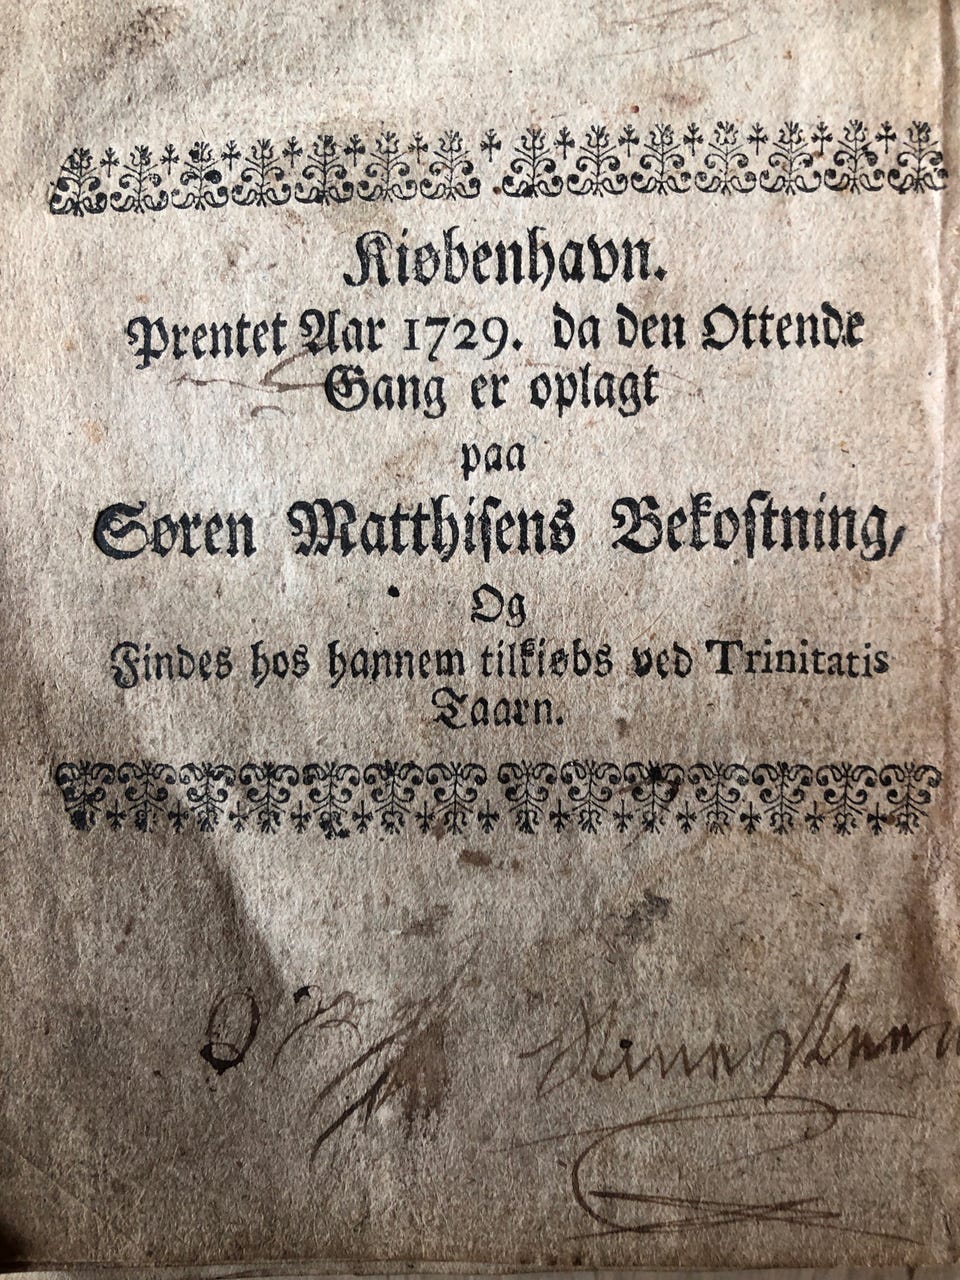 Kiøbenhavn.
Prentet Aar 1729. da den Ottende
Gang er oplagt
paa
Søren Matthiſens Bekoſtning,
Og
Findes hos hannem tilkiøbs ved Trinitatis
Taarn.